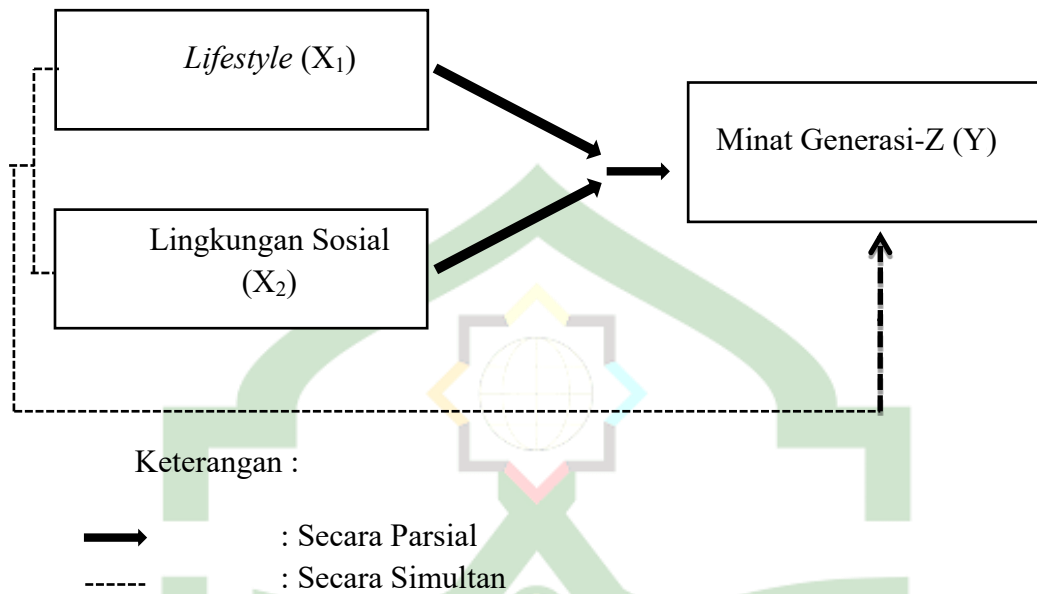 Lifestyle (X₁)
Minat Generasi-Z (Y)
Lingkungan Sosial
(X₂)
Keterangan :
: Secara Parsial
: Secara Simultan